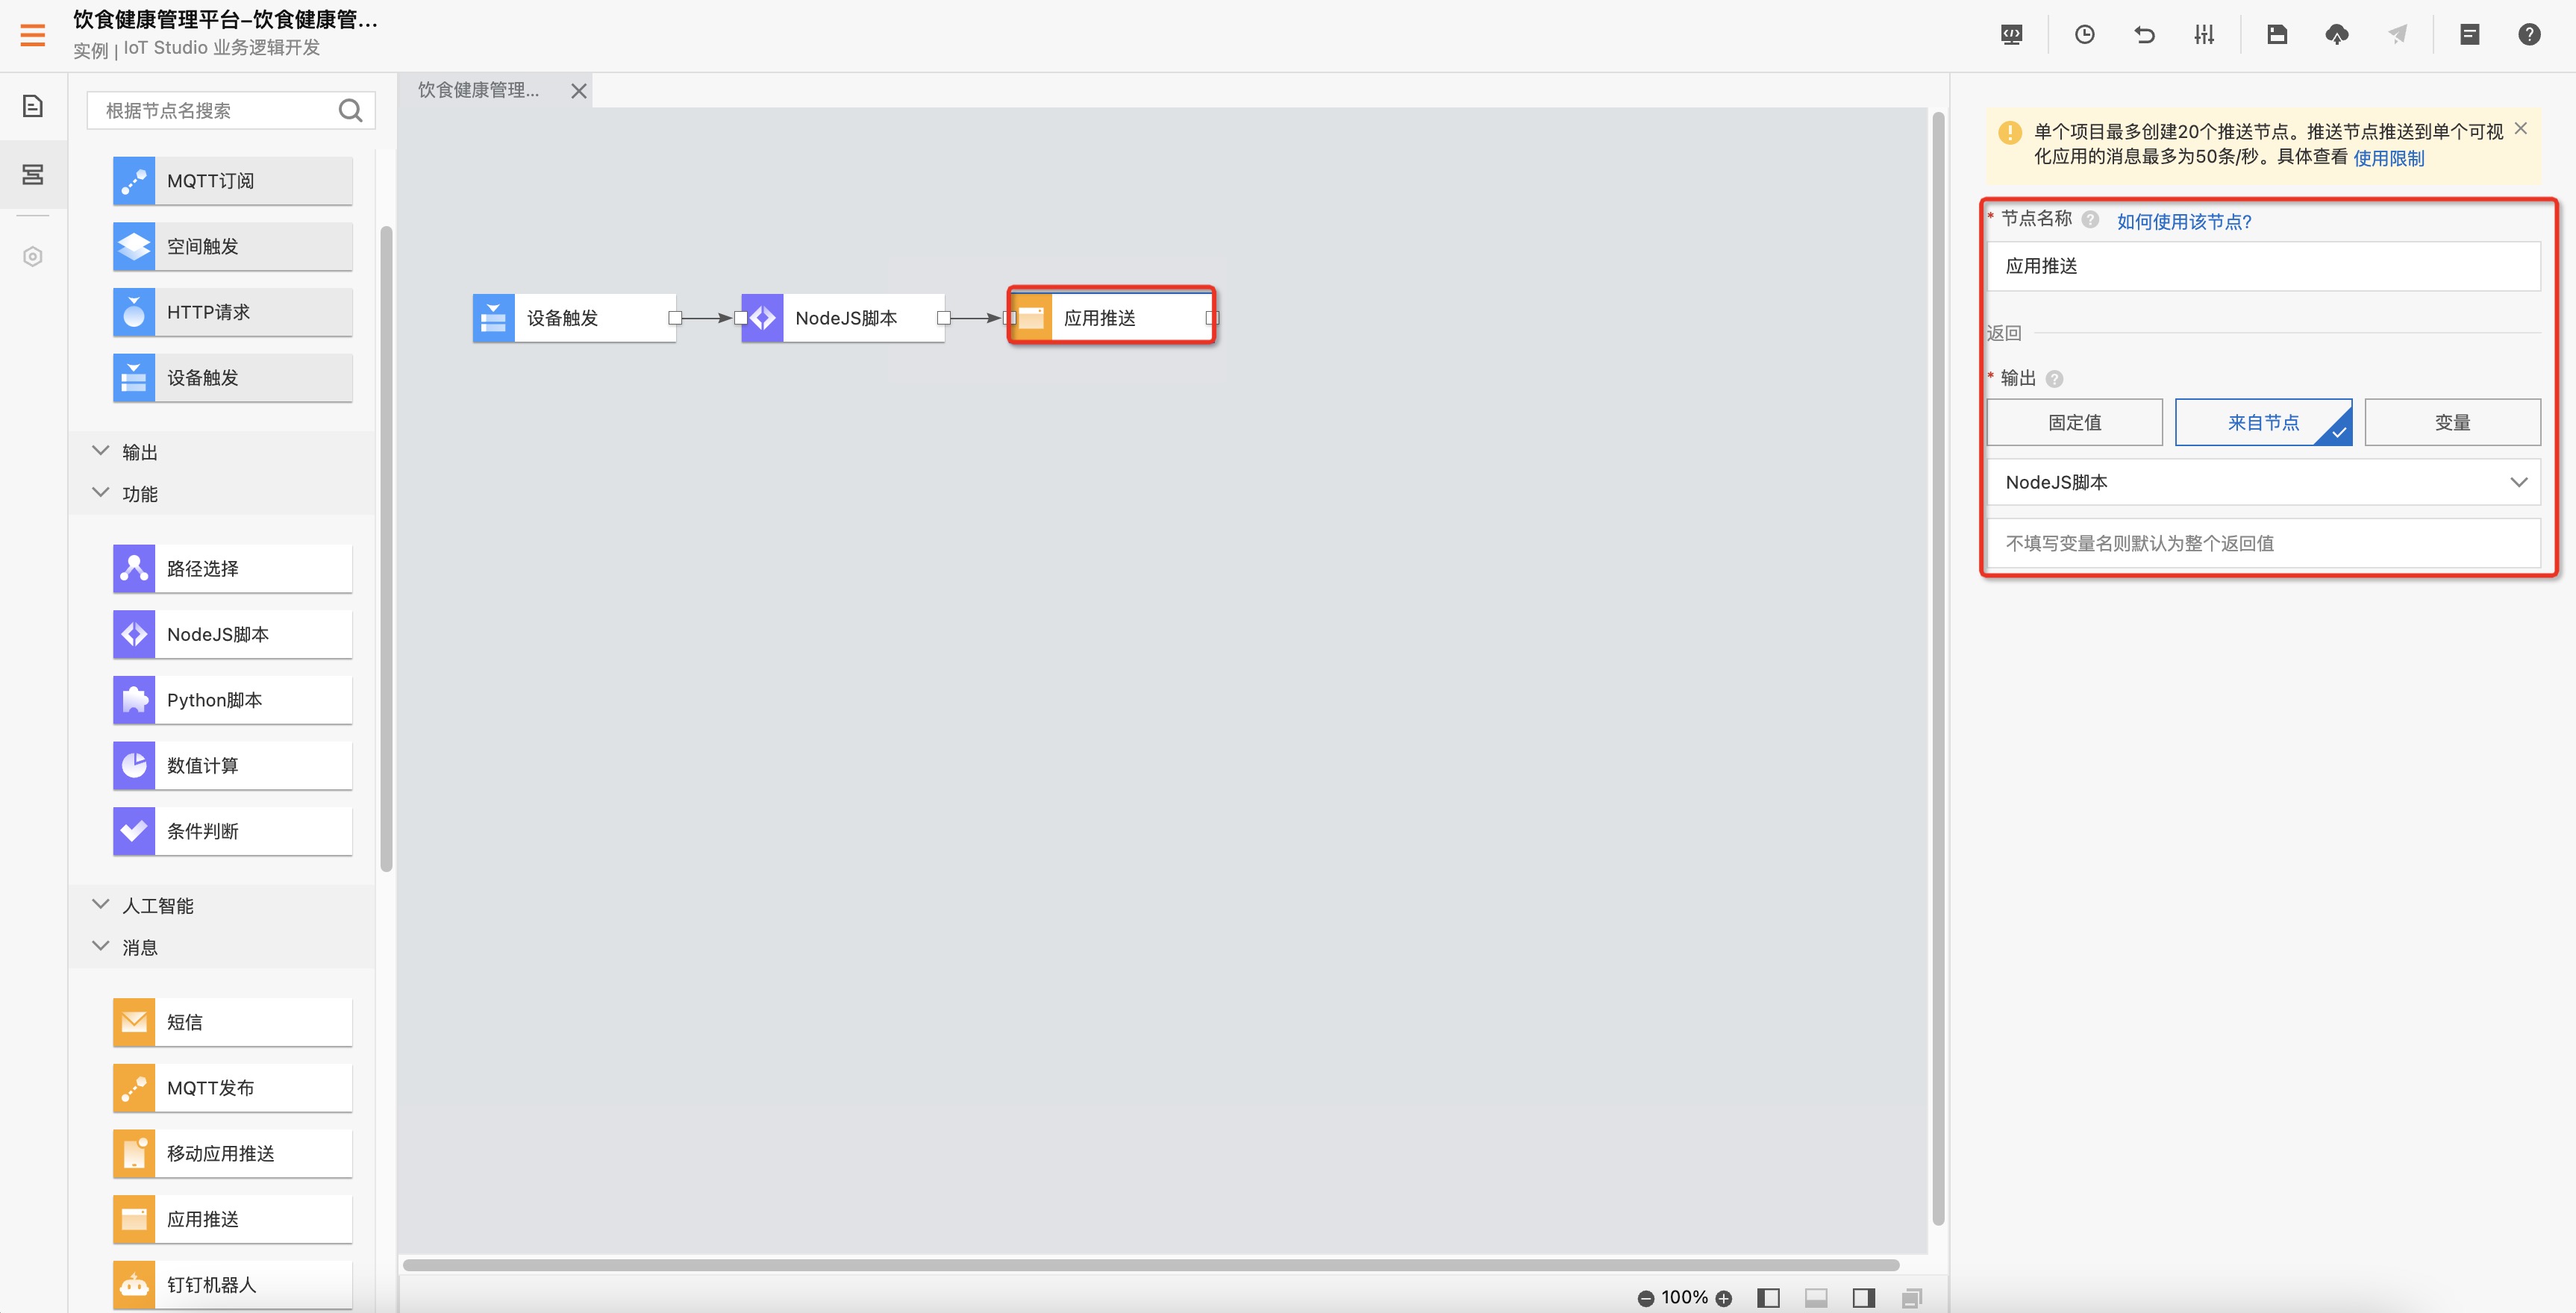 饮食健康管理平台–饮食健康管...
实例 | IoT Studio 业务逻辑开发
根据节点名搜索
MQTT订阅
空间触发
HTTP请求
设备触发
输出
功能
路径选择
NodeJS脚本
Python脚本
数值计算
条件判断
人工智能
消息
短信
MQTT发布
移动应用推送
应用推送
钉钉机器人
饮食健康管理...
设备触发
NodeJS脚本
应用推送
100%
单个项目最多创建20个推送节点。推送节点推送到单个可视
化应用的消息最多为50条/秒。具体查看 使用限制
* 节点名称 ? 如何使用该节点?
应用推送
返回
* 输出 ?
固定值
来自节点
变量
NodeJS脚本
不填写变量名则默认为整个返回值